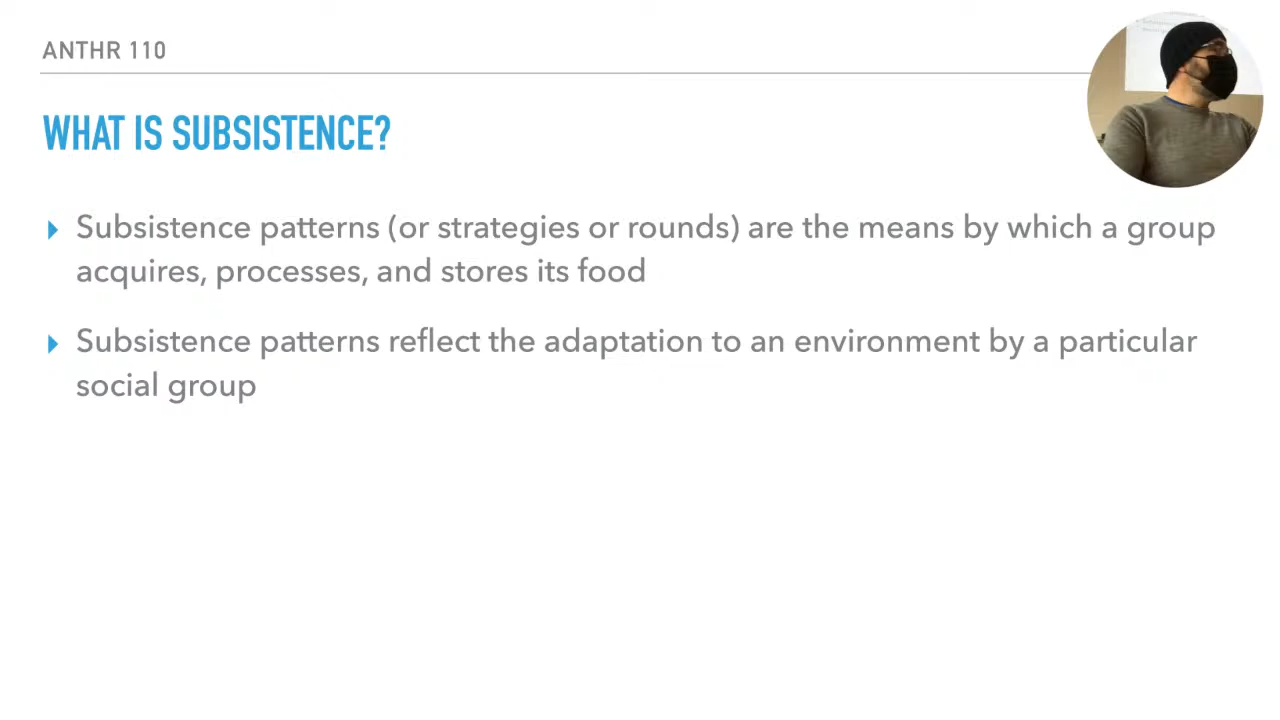 ANTHR 110
WHAT IS SUBSISTENCE?
Subsistence patterns (or strategies or rounds) are the means by which a group
acquires, processes, and stores its food
Subsistence patterns reflect the adaptation to an environment by a particular
social group